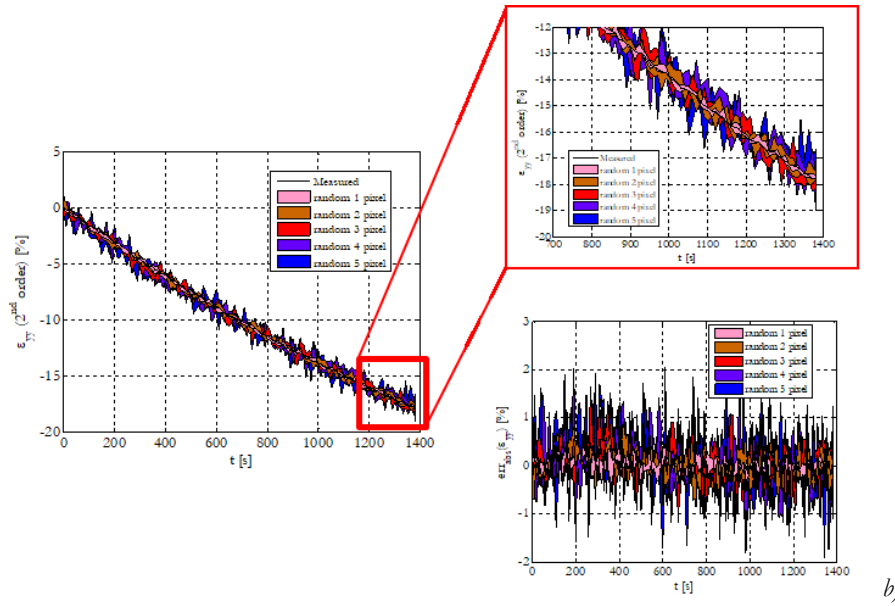 5
0
-5
-10
-15
-20
0 200 400 600 800 1000 1200 1400
t [s]
ε_yy (2^nd order) [%]
Measured
random 1 pixel
random 2 pixel
random 3 pixel
random 4 pixel
random 5 pixel
-12
-13
-14
-15
-16
-17
-18
-19
-20
700 800 900 1000 1100 1200 1300 1400
t [s]
ε_yy (2^nd order) [%]
Measured
random 1 pixel
random 2 pixel
random 3 pixel
random 4 pixel
random 5 pixel
3
2
1
0
-1
-2
0 200 400 600 800 1000 1200 1400
t [s]
err_abs(ε_yy) [%]
random 1 pixel
random 2 pixel
random 3 pixel
random 4 pixel
random 5 pixel
b)